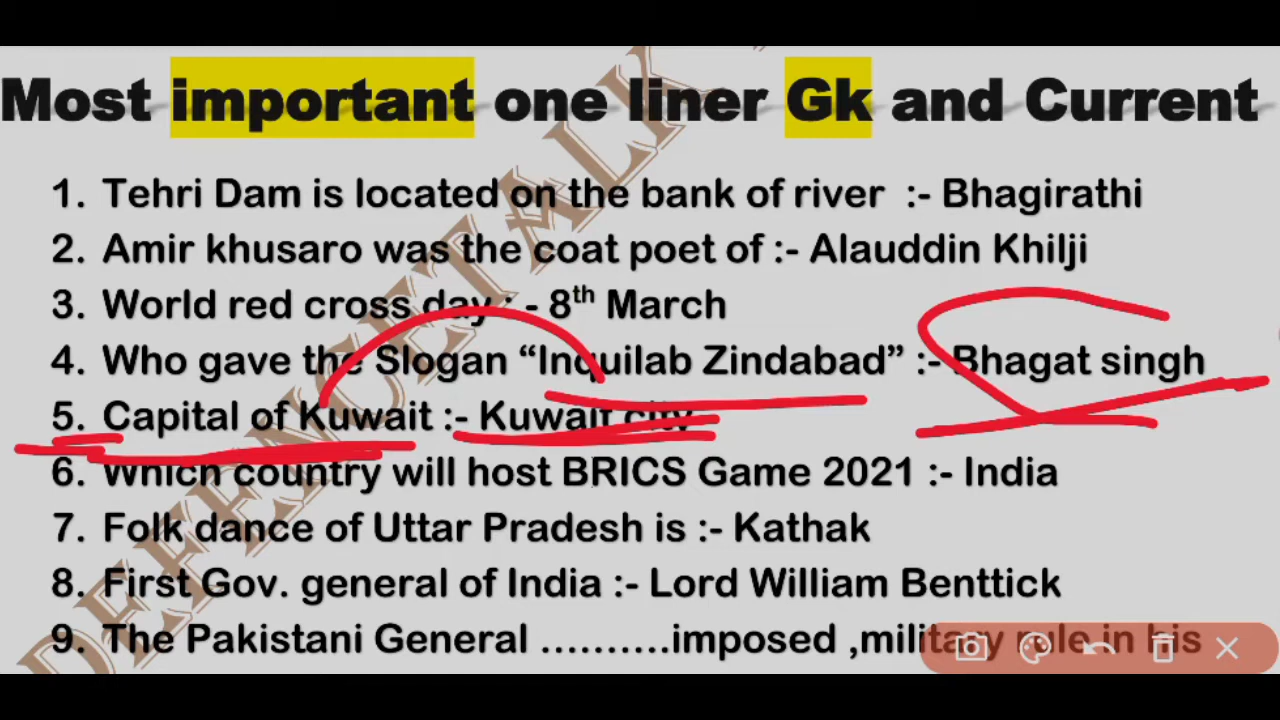 Most important one liner Gk and Current
1. Tehri Dam is located on the bank of river :- Bhagirathi
2. Amir khusaro was the coat poet of :- Alauddin Khilji
3. World red cross day : - 8th March
4. Who gave the Slogan “Inquilab Zindabad” :- Bhagat singh
5. Capital of Kuwait :- Kuwait city
6. Which country will host BRICS Game 2021 :- India
7. Folk dance of Uttar Pradesh is :- Kathak
8. First Gov. general of India :- Lord William Benttick
9. The Pakistani General ..........imposed ,military rule in his
DEFENCETALK